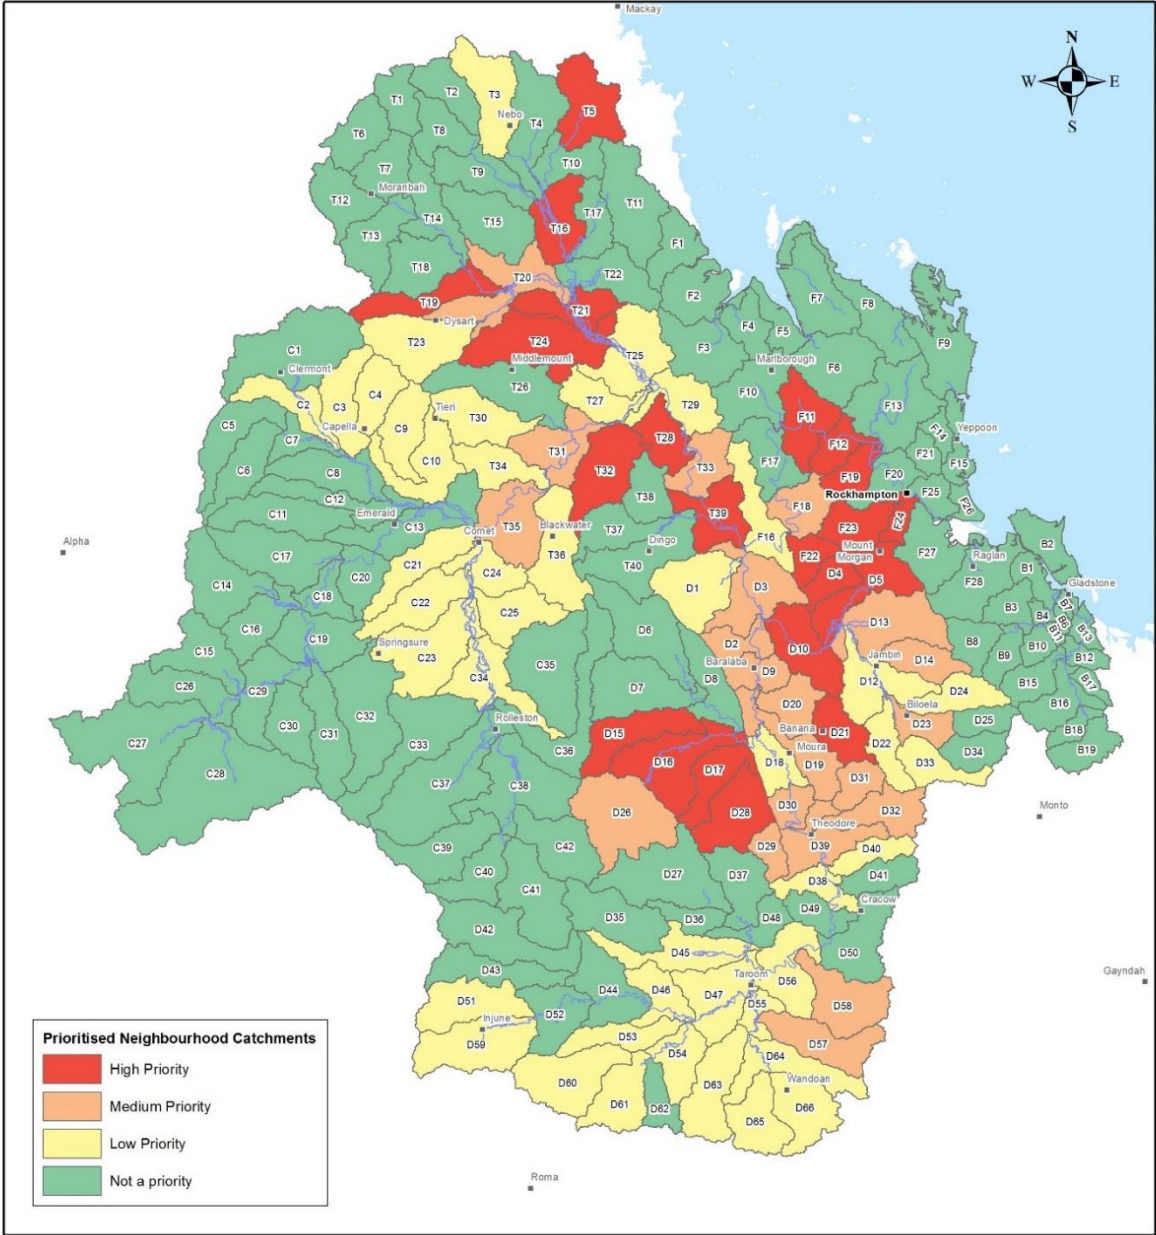 Mackay
N
W
E
S
T3
T2
T1
T5
Nebo
T4
T6
T8
T10
T7
T9
Moranbah
T12
T11
T14
T15
T17
T16
T13
F1
T18
T20
T22
F2
T19
T21
F7
F8
Dysart
F4
F5
T23
T24
F3
F9
C1
T25
Middlemount
Marlborough
F6
Clermont
T26
C4
F10
C2
C3
T27
T29
F13
Tieri
T30
F11
C5
Capella
C9
F14
Yeppoon
C7
T28
F12
T31
F21
C8
C10
T34
T33
F17
F15
C6
T32
F19
F20
C12
T38
Rockhampton
F25
C11
Emerald
C13
T39
F18
F26
Comet
T35
Blackwater
T37
F23
F24
Alpha
Dingo
F16
Mount
Morgan
B2
C17
C21
T36
T40
F22
F27
Raglan
C20
C24
D4
D5
F28
B1
C14
D1
D3
Gladstone
C18
C22
C25
B3
B7
B4
B6
C16
C19
D6
D13
B13
C15
Springsure
C23
C35
D2
D10
B8
B9
B10
B11
Baralaba
D9
Jambin
D14
B12
C26
C34
D8
D12
B15
B17
C29
D7
D24
C32
D20
Biloela
B16
Rolleston
D23
D25
C27
C30
C31
D15
Banana
D21
B18
C33
C36
D22
D34
B19
C28
D16
D17
D18
Moura
D19
D33
C37
C38
D31
D26
D28
D30
D32
Monto
Theodore
C39
C42
D29
D39
D40
C40
D27
D37
D38
D41
C41
Cracow
D35
D36
D48
D49
D42
D45
D50
D43
Taroom
Gayndah
D44
D46
D47
D56
D51
D55
D58
Injune
D52
D53
D57
D59
D54
D64
D60
D63
Wandoan
D61
D62
D65
D66
Roma
Prioritised Neighbourhood Catchments
High Priority
Medium Priority
Low Priority
Not a priority